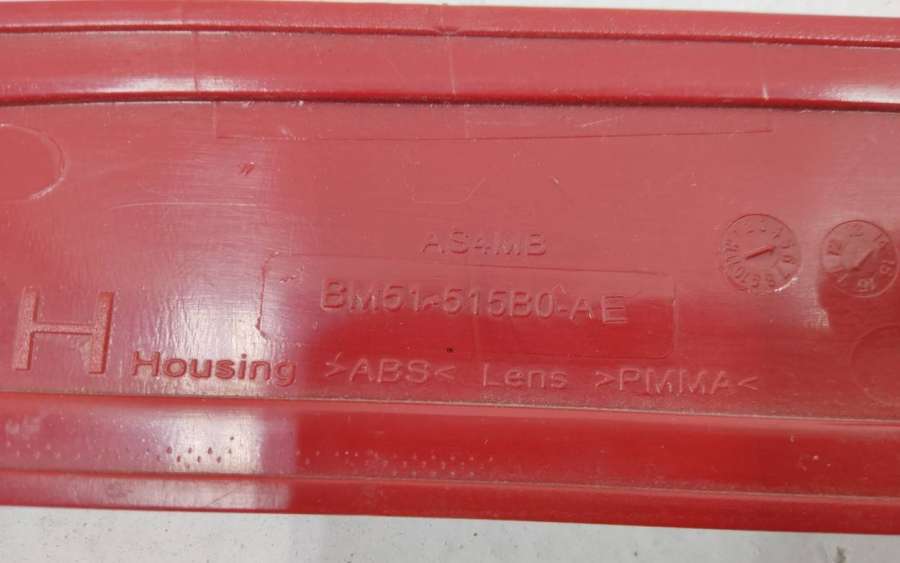 AS4MB
BM51-515B0-AE
H Housing >ABS< Lens >PMMA<